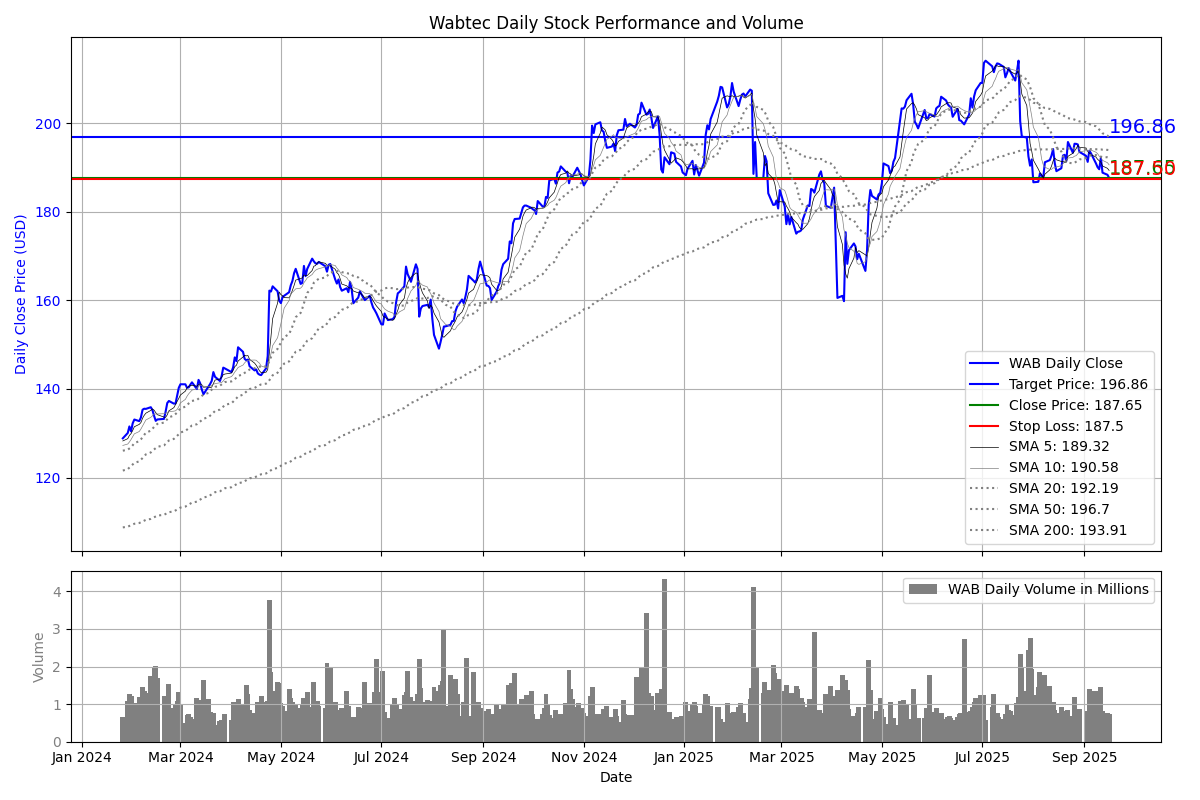 Wabtec Daily Stock Performance and Volume
Daily Close Price (USD)
200
180
160
140
120
196.86
187.65
187.50
WAB Daily Close
Target Price: 196.86
Close Price: 187.65
Stop Loss: 187.5
SMA 5: 189.32
SMA 10: 190.58
SMA 20: 192.19
SMA 50: 196.7
SMA 200: 193.91
Volume
4
3
2
1
0
WAB Daily Volume in Millions
Jan 2024 Mar 2024 May 2024 Jul 2024 Sep 2024 Nov 2024 Jan 2025 Mar 2025 May 2025 Jul 2025 Sep 2025
Date